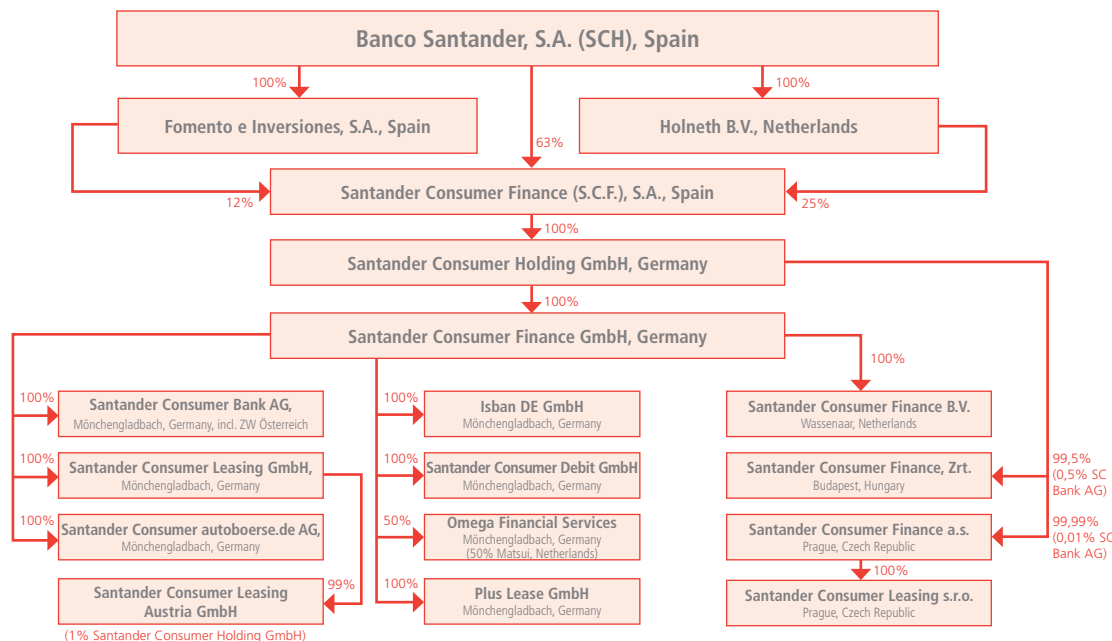 Banco Santander, S.A. (SCH), Spain
100%
63%
100%
Fomento e Inversiones, S.A., Spain
Holneth B.V., Netherlands
12%
Santander Consumer Finance (S.C.F.), S.A., Spain
25%
100%
Santander Consumer Holding GmbH, Germany
100%
Santander Consumer Finance GmbH, Germany
100%
100%
Santander Consumer Bank AG,
Mönchengladbach, Germany, incl. ZW Österreich
100%
Santander Consumer Leasing GmbH,
Mönchengladbach, Germany
100%
Santander Consumer autoboerse.de AG,
Mönchengladbach, Germany
99%
Santander Consumer Leasing
Austria GmbH
(1% Santander Consumer Holding GmbH)
100%
Isban DE GmbH
Mönchengladbach, Germany
100%
Santander Consumer Debit GmbH
Mönchengladbach, Germany
50%
Omega Financial Services
Mönchengladbach, Germany
(50% Matsui, Netherlands)
100%
Plus Lease GmbH
Mönchengladbach, Germany
Santander Consumer Finance B.V.
Wassenaar, Netherlands
Santander Consumer Finance, Zrt.
Budapest, Hungary
99,5%
(0,5% SC
Bank AG)
Santander Consumer Finance a.s.
Prague, Czech Republic
99,99%
(0,01% SC
Bank AG)
100%
Santander Consumer Leasing s.r.o.
Prague, Czech Republic